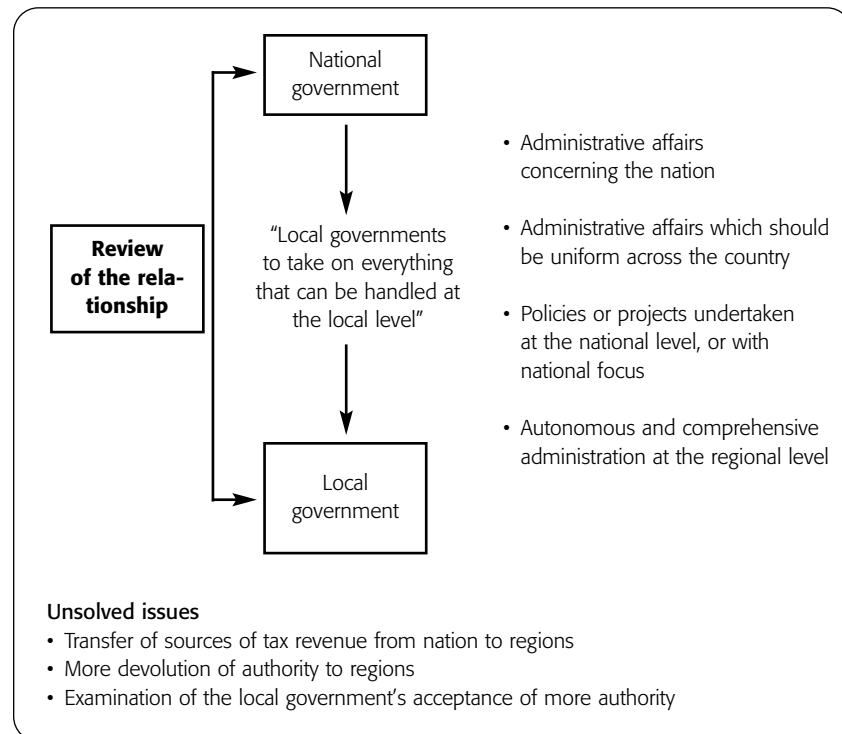 National
government
Review
of the rela-
tionship
“Local governments
to take on everything
that can be handled at
the local level”
Local
government
• Administrative affairs
concerning the nation
• Administrative affairs which should
be uniform across the country
• Policies or projects undertaken
at the national level, or with
national focus
• Autonomous and comprehensive
administration at the regional level
Unsolved issues
• Transfer of sources of tax revenue from nation to regions
• More devolution of authority to regions
• Examination of the local government’s acceptance of more authority